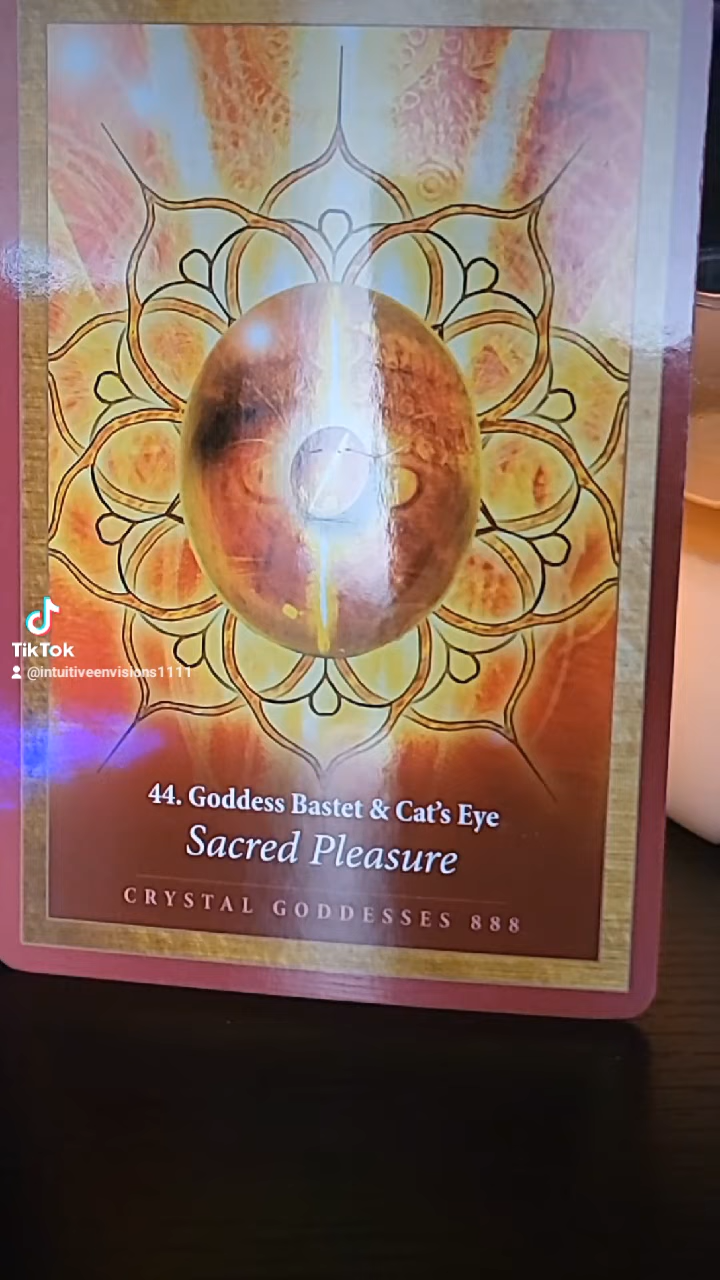 TikTok
@intuitiveenvisions1111
44. Goddess Bastet & Cat's Eye
Sacred Pleasure
CRYSTAL GODDESSES 888